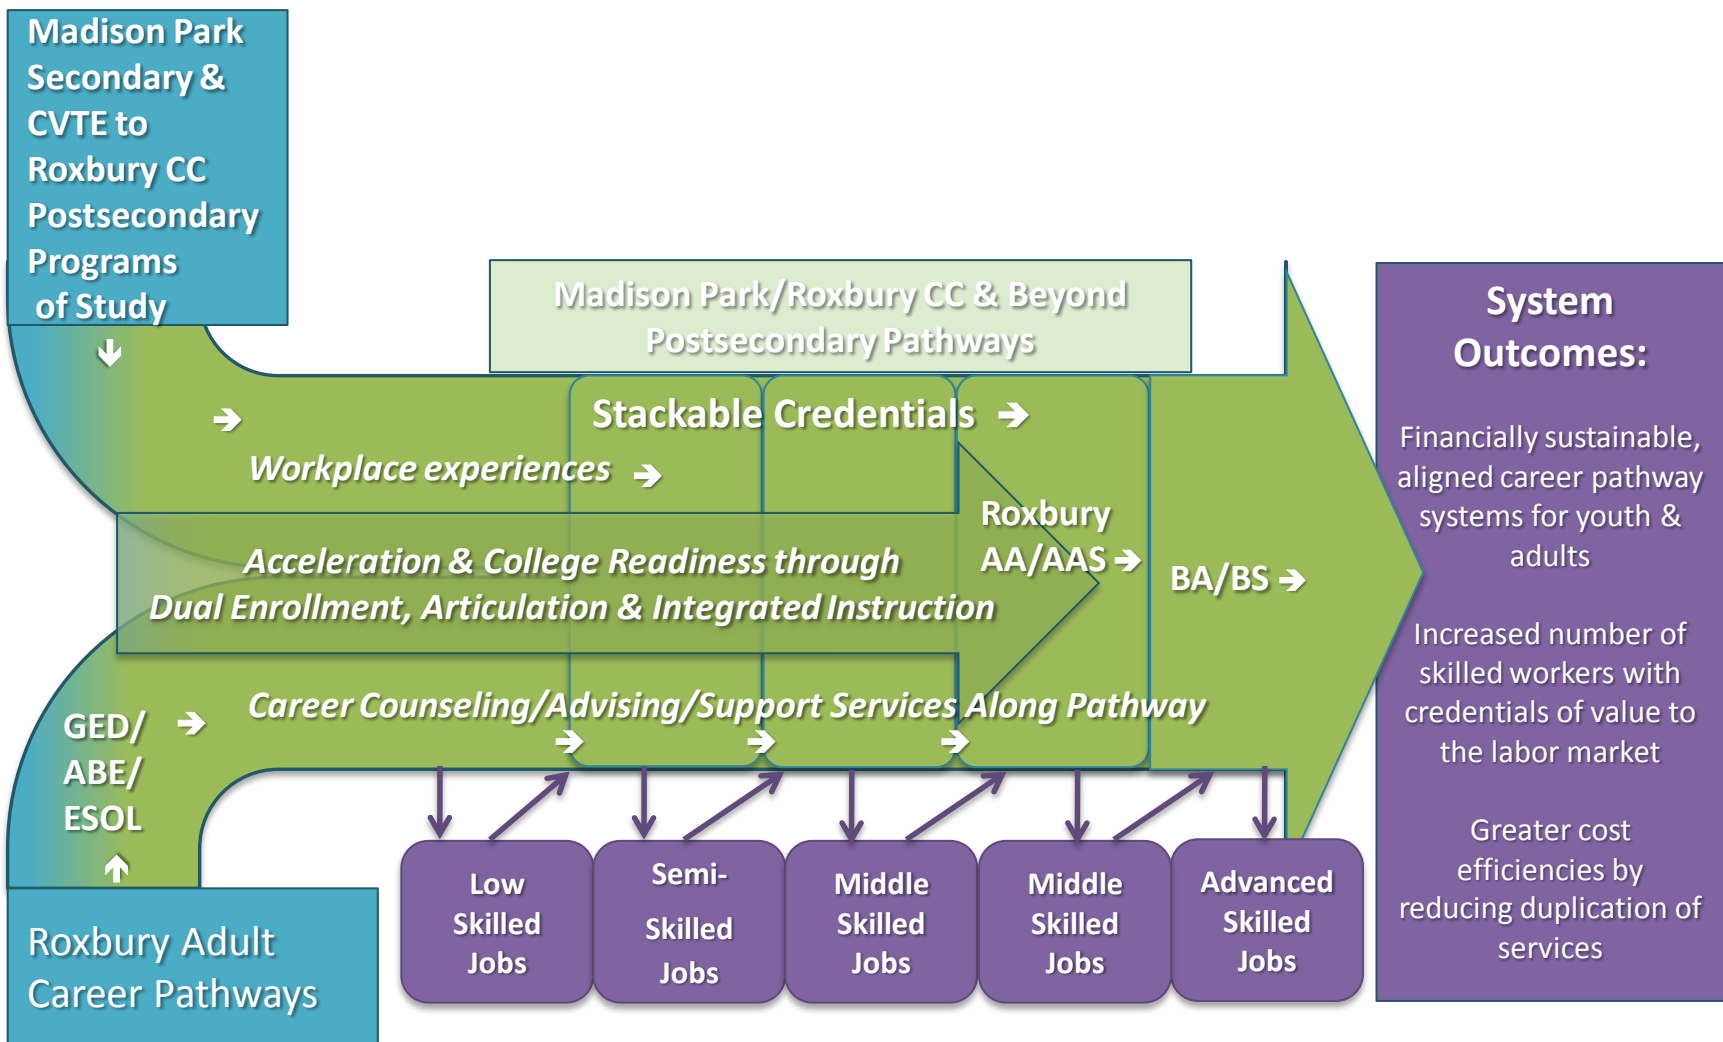 Madison Park
Secondary &
CVTE to
Roxbury CC
Postsecondary
Programs
of Study
Madison Park/Roxbury CC & Beyond
Postsecondary Pathways
Stackable Credentials
Workplace experiences
Acceleration & College Readiness through
Dual Enrollment, Articulation & Integrated Instruction
Roxbury
AA/AAS
BA/BS
Career Counseling/Advising/Support Services Along Pathway
GED/
ABE/
ESOL
Roxbury Adult
Career Pathways
Low
Skilled
Jobs
Semi-
Skilled
Jobs
Middle
Skilled
Jobs
Middle
Skilled
Jobs
Advanced
Skilled
Jobs
System
Outcomes:
Financially sustainable,
aligned career pathway
systems for youth &
adults
Increased number of
skilled workers with
credentials of value to
the labor market
Greater cost
efficiencies by
reducing duplication of
services